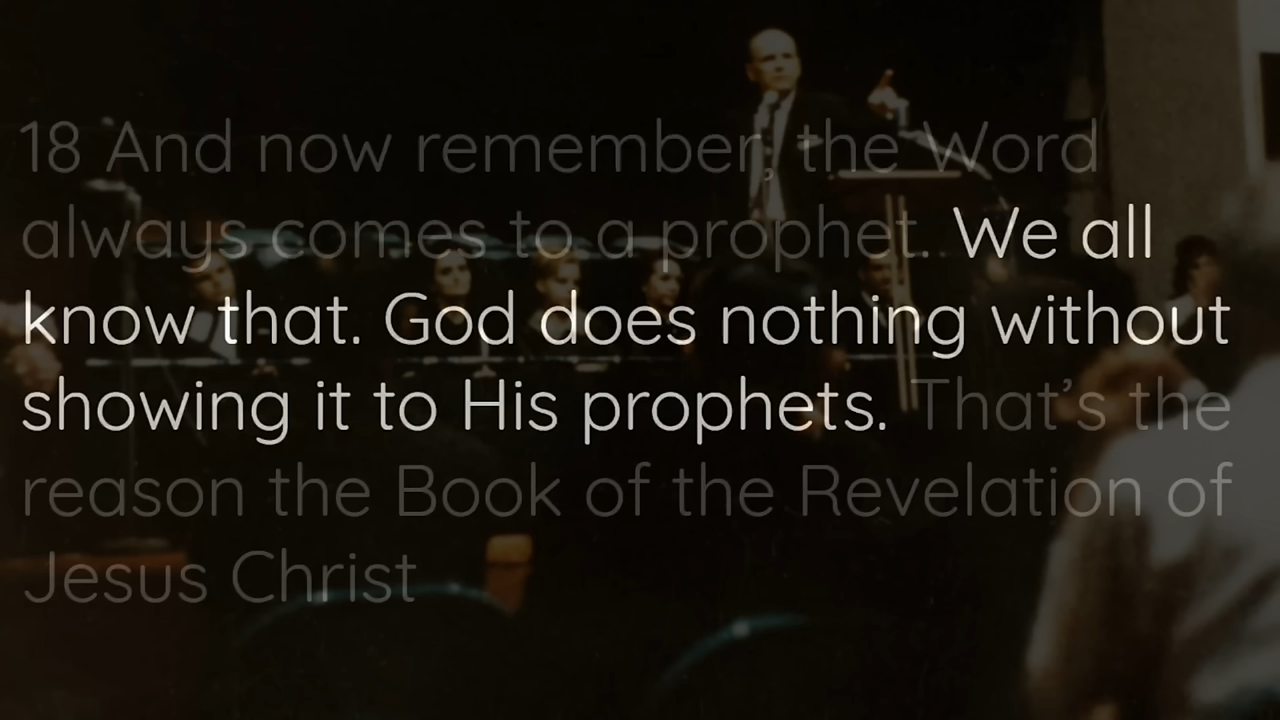 18 And now remember, the Word
always comes to a prophet. We all
know that. God does nothing without
showing it to His prophets. That’s the
reason the Book of the Revelation of
Jesus Christ